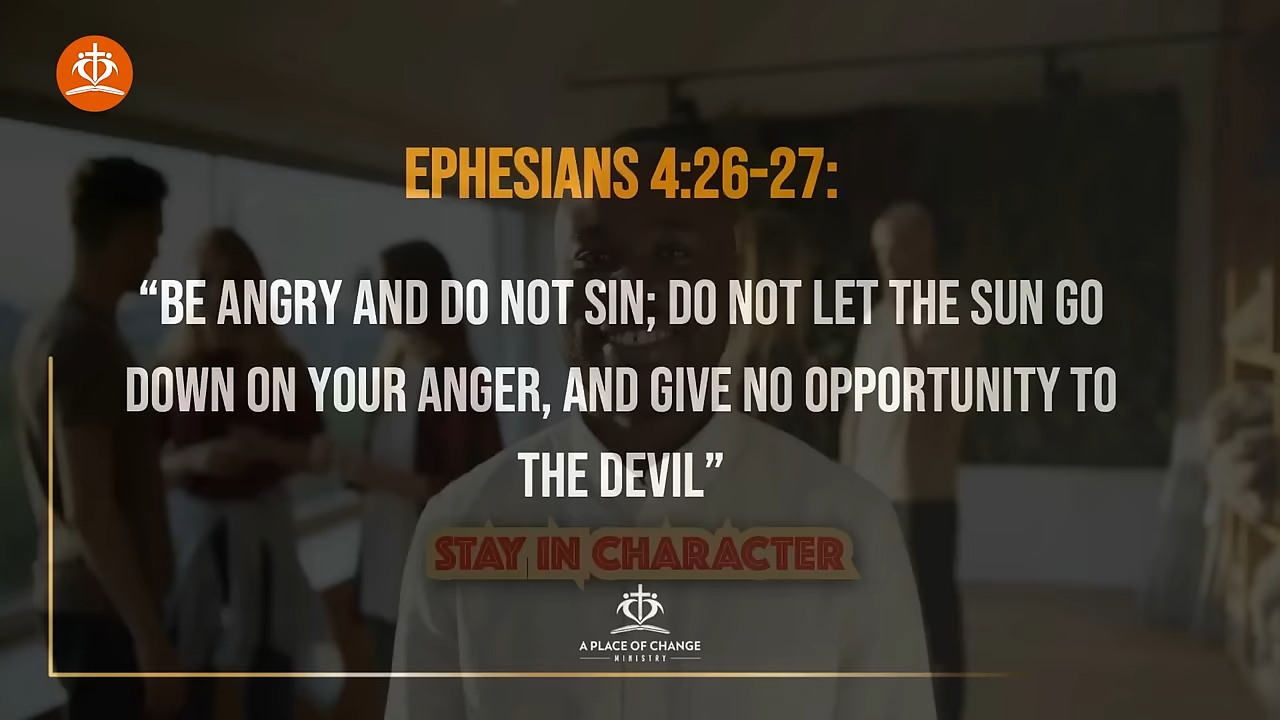 EPHESIANS 4:26-27:
“BE ANGRY AND DO NOT SIN; DO NOT LET THE SUN GO
DOWN ON YOUR ANGER, AND GIVE NO OPPORTUNITY TO
THE DEVIL”
STAY IN CHARACTER
A PLACE OF CHANGE
MINISTRY